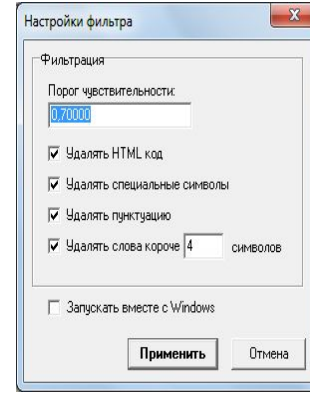 Настройки фильтра
Фильтрация
Порог чувствительности:
0,70000
Удалять HTML код
Удалять специальные символы
Удалять пунктуацию
Удалять слова короче 4 символов
Запускать вместе с Windows
Применить Отмена